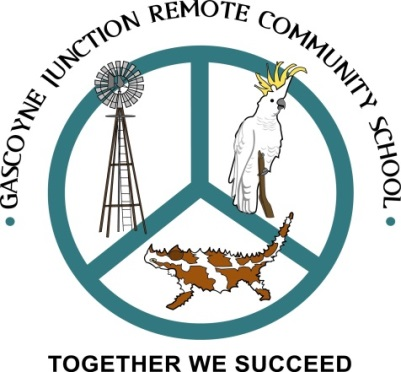 • GASCOYNE JUNCTION REMOTE COMMUNITY SCHOOL •
TOGETHER WE SUCCEED